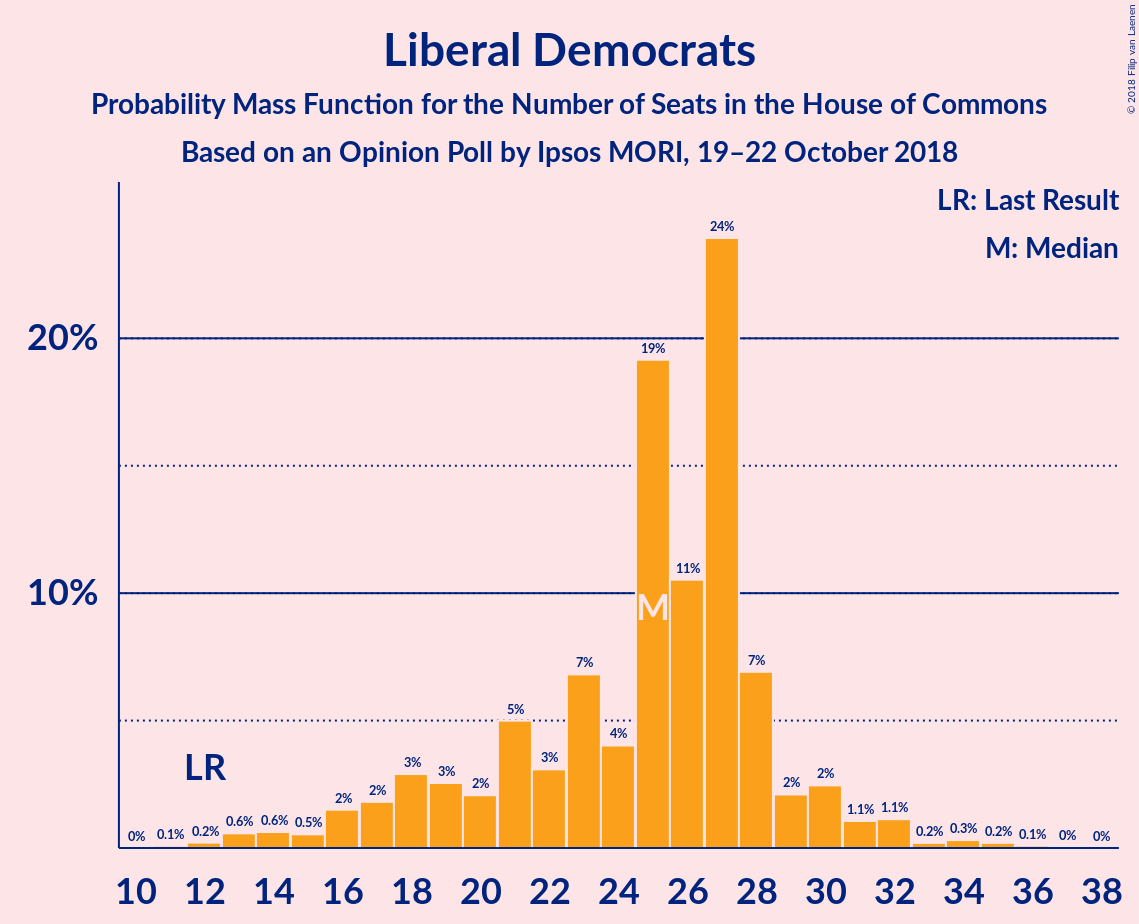 Liberal Democrats
Probability Mass Function for the Number of Seats in the House of Commons
Based on an Opinion Poll by Ipsos MORI, 19–22 October 2018
© 2018 Filip van Laenen
LR: Last Result
M: Median
20%
10%
0% 0.1% 0.2% 0.6% 0.6% 0.5% 2% 2% 3% 3% 2% 5% 3% 7% 4% 19% 11% 24% 7% 2% 2% 1.1% 1.1% 0.2% 0.3% 0.2% 0.1% 0% 0%
LR
M
10 12 14 16 18 20 22 24 26 28 30 32 34 36 38